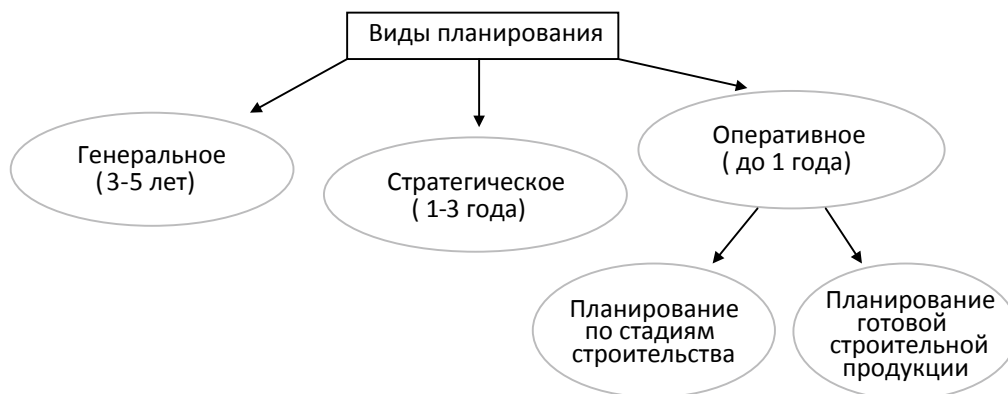 Виды планирования
Генеральное
( 3-5 лет)
Стратегическое
( 1-3 года)
Оперативное
( до 1 года)
Планирование
по стадиям
строительства
Планирование
готовой
строительной
продукции